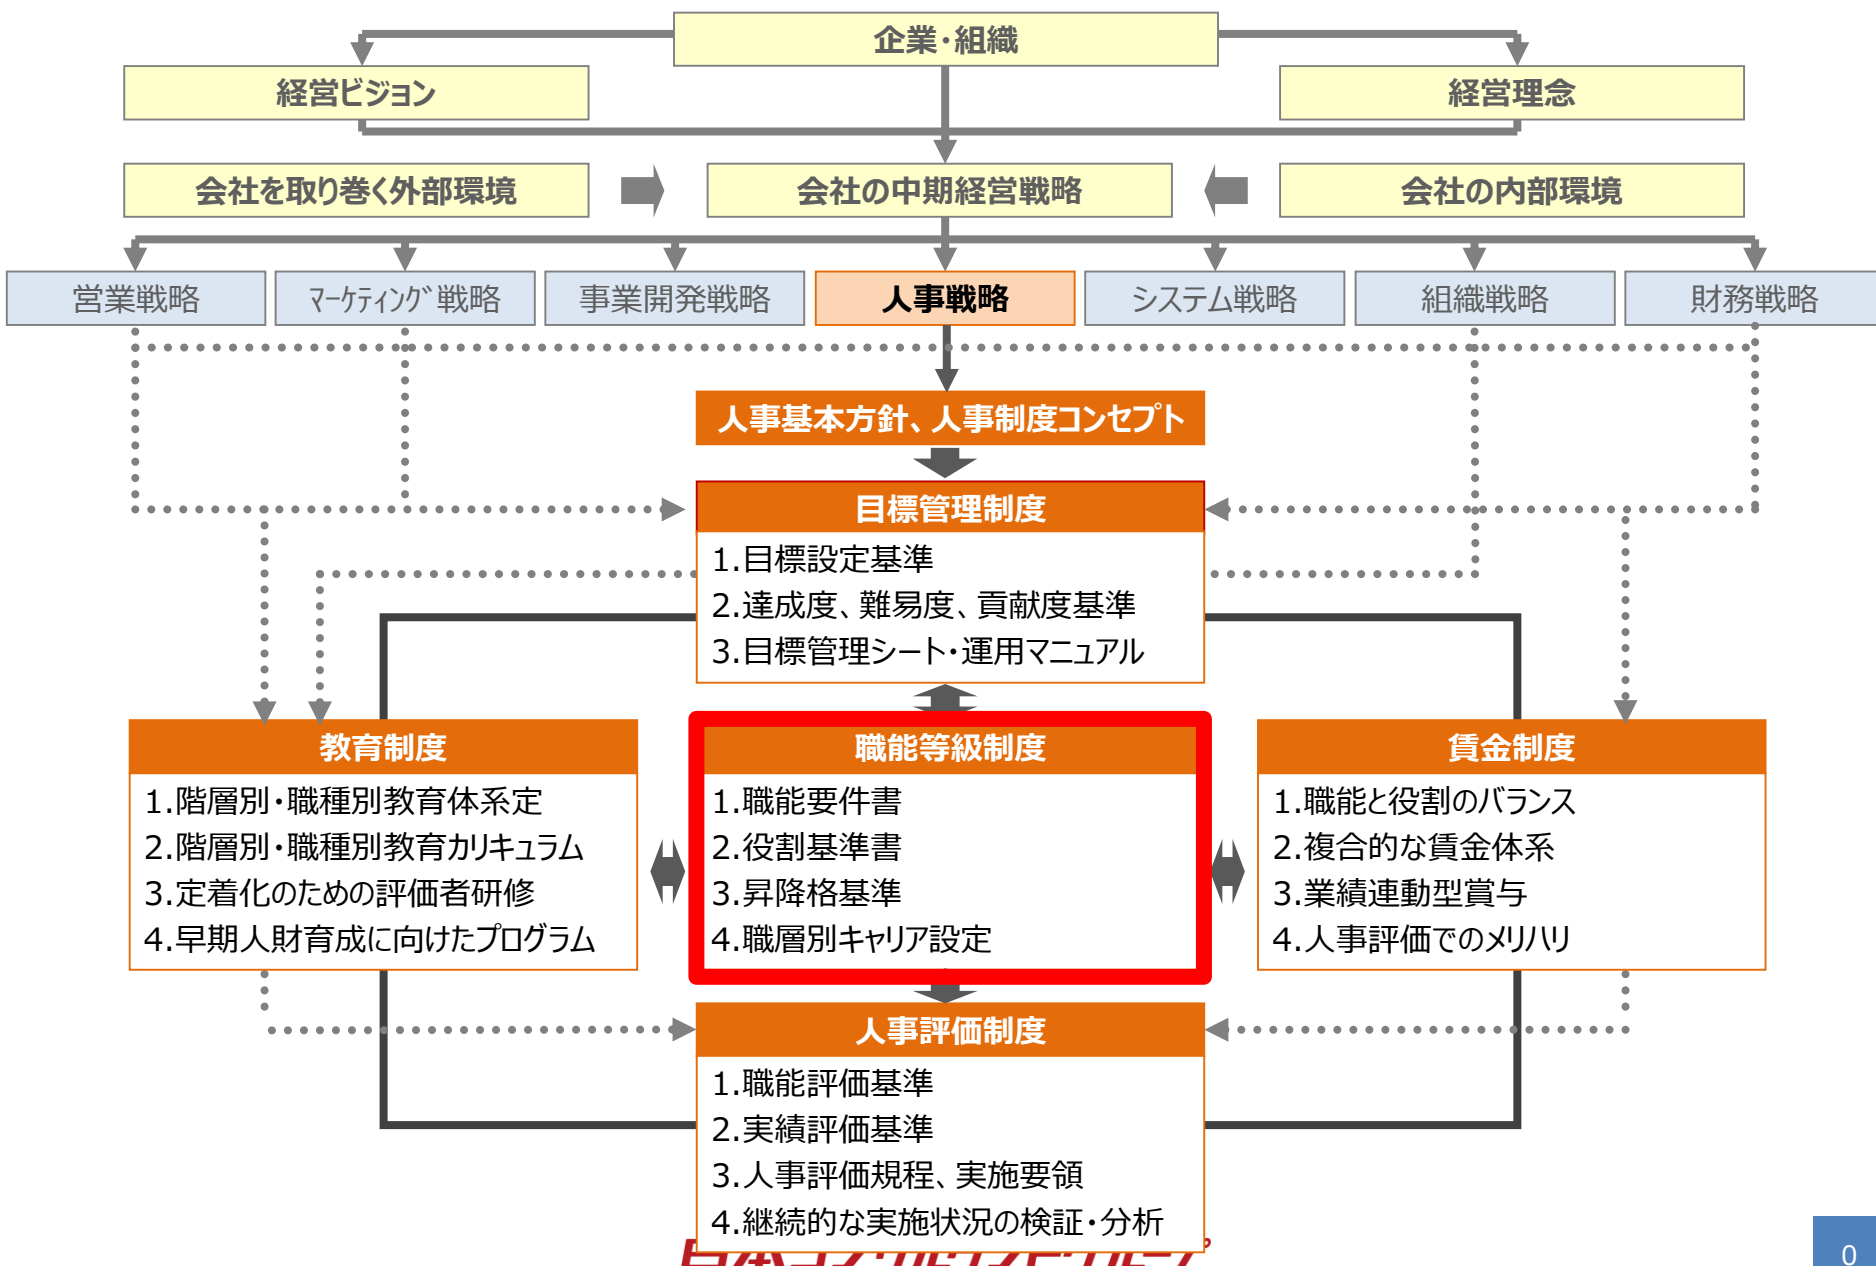 企業･組織
経営ビジョン
経営理念
会社を取り巻く外部環境
会社の中期経営戦略
会社の内部環境
営業戦略
ﾏｰｹﾃｨﾝｸﾞ戦略
事業開発戦略
人事戦略
システム戦略
組織戦略
財務戦略
人事基本方針、人事制度コンセプト
目標管理制度
1.目標設定基準
2.達成度、難易度、貢献度基準
3.目標管理シート・運用マニュアル
教育制度
1.階層別・職種別教育体系定
2.階層別・職種別教育カリキュラム
3.定着化のための評価者研修
4.早期人財育成に向けたプログラム
職能等級制度
1.職能要件書
2.役割基準書
3.昇降格基準
4.職層別キャリア設定
賃金制度
1.職能と役割のバランス
2.複合的な賃金体系
3.業績連動型賞与
4.人事評価でのメリハリ
人事評価制度
1.職能評価基準
2.実績評価基準
3.人事評価規程、実施要領
4.継続的な実施状況の検証・分析
0